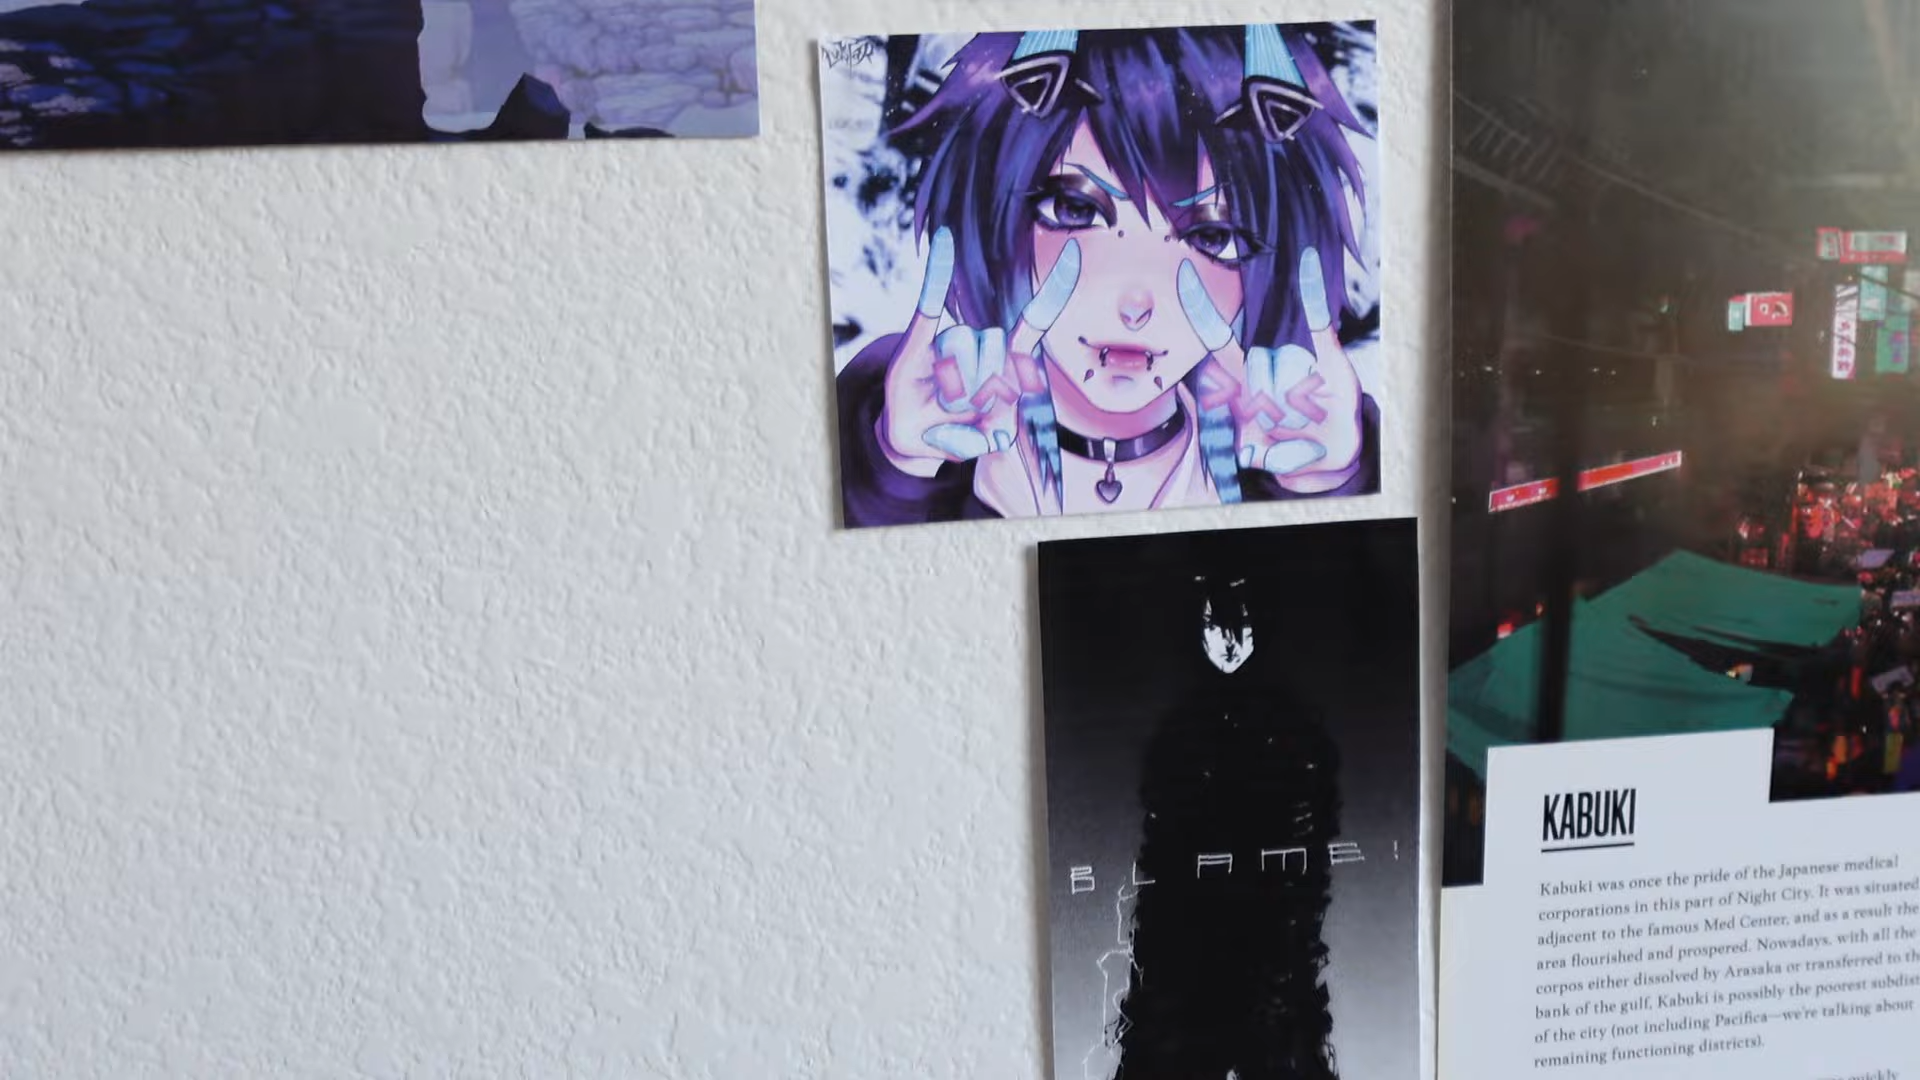 BLAME!
KABUKI
Kabuki was once the pride of the Japanese medical
corporations in this part of Night City. It was situated
adjacent to the famous Med Center, and as a result the
area flourished and prospered. Nowadays, with all the
corpos either dissolved by Arasaka or transferred to th
bank of the gulf, Kabuki is possibly the poorest subdist
of the city (not including Pacifica—we're talking about
remaining functioning districts).
quickly